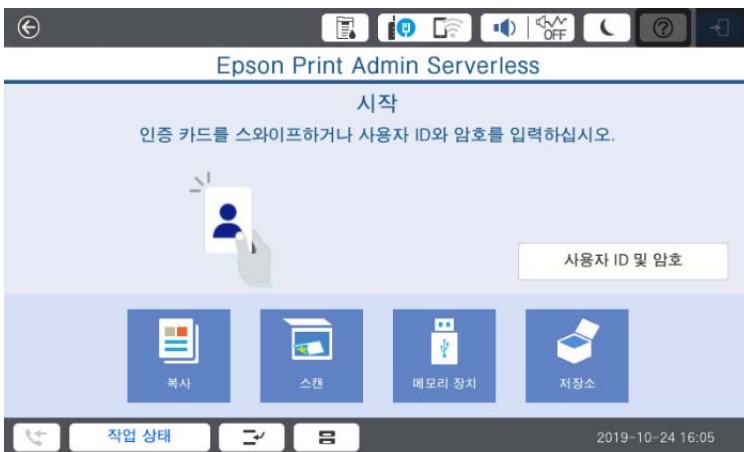 OFF
?
Epson Print Admin Serverless
시작
인증 카드를 스와이프하거나 사용자 ID와 암호를 입력하십시오.
사용자 ID 및 암호
복사
스캔
메모리 장치
저장소
작업 상태
2019-10-24 16:05